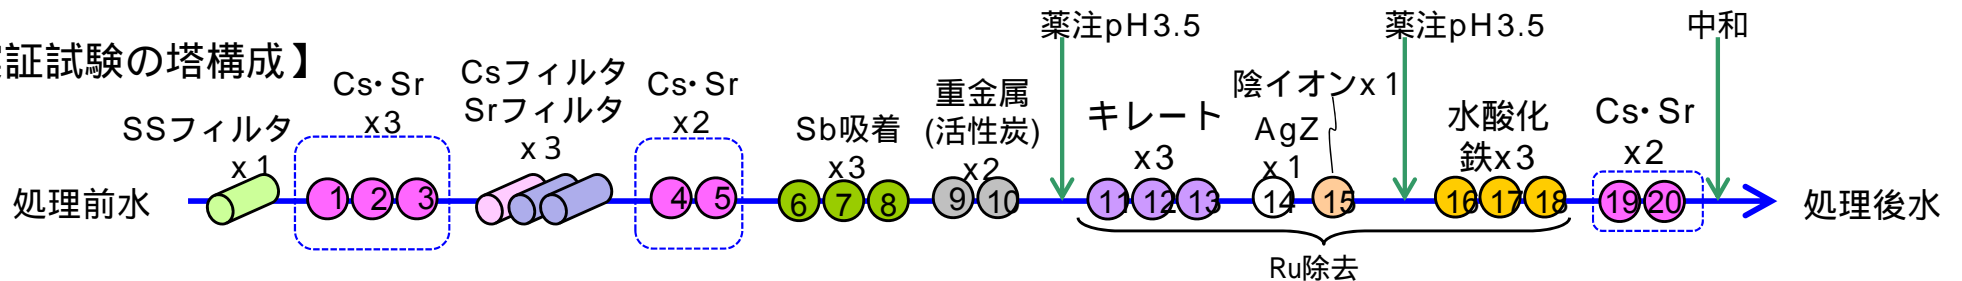 証試験の塔構成】
薬注pH3.5
薬注pH3.5
中和
Cs・Sr
x3
Csフィルタ
Srフィルタ
x3
Cs・Sr
x2
重金属
(活性炭)
x2
陰イオンx1
SSフィルタ
x1
Sb吸着
x3
キレート
x3
AgZ
x1
水酸化
鉄x3
Cs・Sr
x2
処理前水
1
2
3
4
5
6
7
8
9
10
11
12
13
14
15
16
17
18
19
20
処理後水
Ru除去